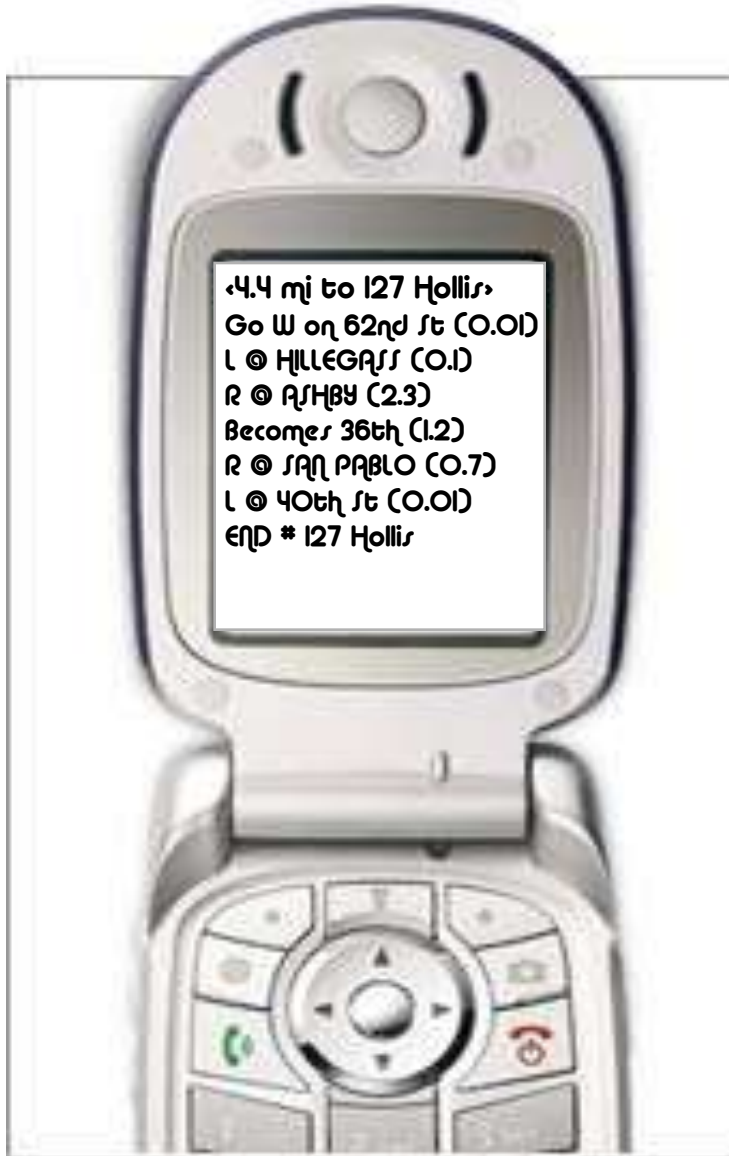 <4.4 mi to 127 Hollis>
Go W on 62nd St (0.01)
L @ HILLEGASS (0.1)
R @ ASHBY (2.3)
Becomes 36th (1.2)
R @ SAN PABLO (0.7)
L @ 40th St (0.01)
END # 127 Hollis